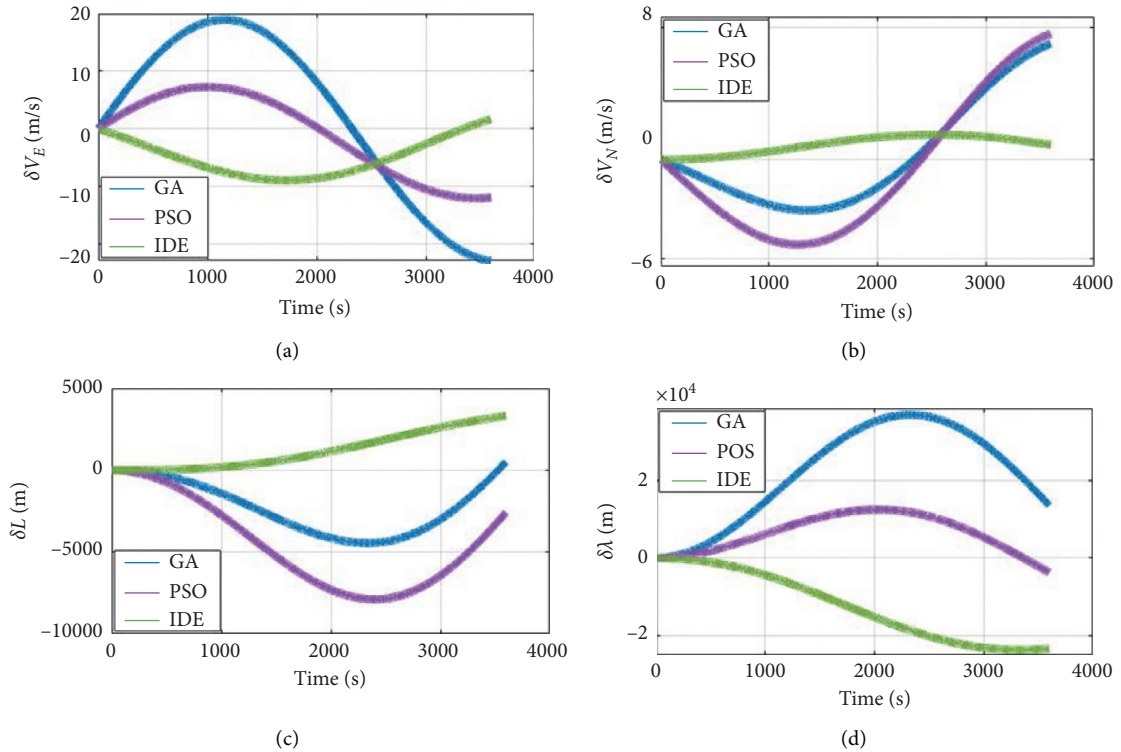 20
10
0
−10
−20
δV_E (m/s)
GA
PSO
IDE
0 1000 2000 3000 4000
Time (s)
(a)
8
0
−6
δV_N (m/s)
GA
PSO
IDE
0 1000 2000 3000 4000
Time (s)
(b)
5000
0
−5000
−10000
δL (m)
GA
PSO
IDE
0 1000 2000 3000 4000
Time (s)
(c)
×10^4
2
0
−2
δλ (m)
GA
POS
IDE
0 1000 2000 3000 4000
Time (s)
(d)